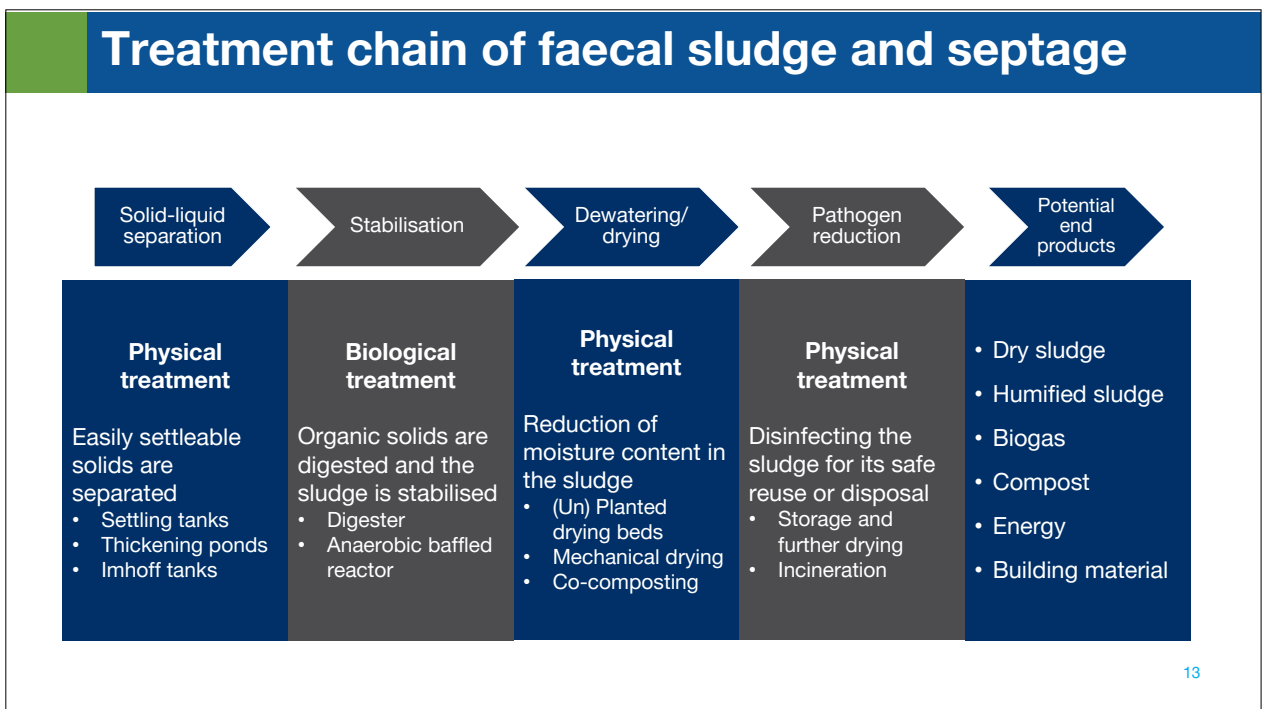 Treatment chain of faecal sludge and septage
Solid-liquid
separation
Stabilisation
Dewatering/
drying
Pathogen
reduction
Potential
end
products
Physical
treatment
Easily settleable
solids are
separated
• Settling tanks
• Thickening ponds
• Imhoff tanks
Biological
treatment
Organic solids are
digested and the
sludge is stabilised
• Digester
• Anaerobic baffled
reactor
Physical
treatment
Reduction of
moisture content in
the sludge
• (Un) Planted
drying beds
• Mechanical drying
• Co-composting
Physical
treatment
Disinfecting the
sludge for its safe
reuse or disposal
• Storage and
further drying
• Incineration
• Dry sludge
• Humified sludge
• Biogas
• Compost
• Energy
• Building material
13